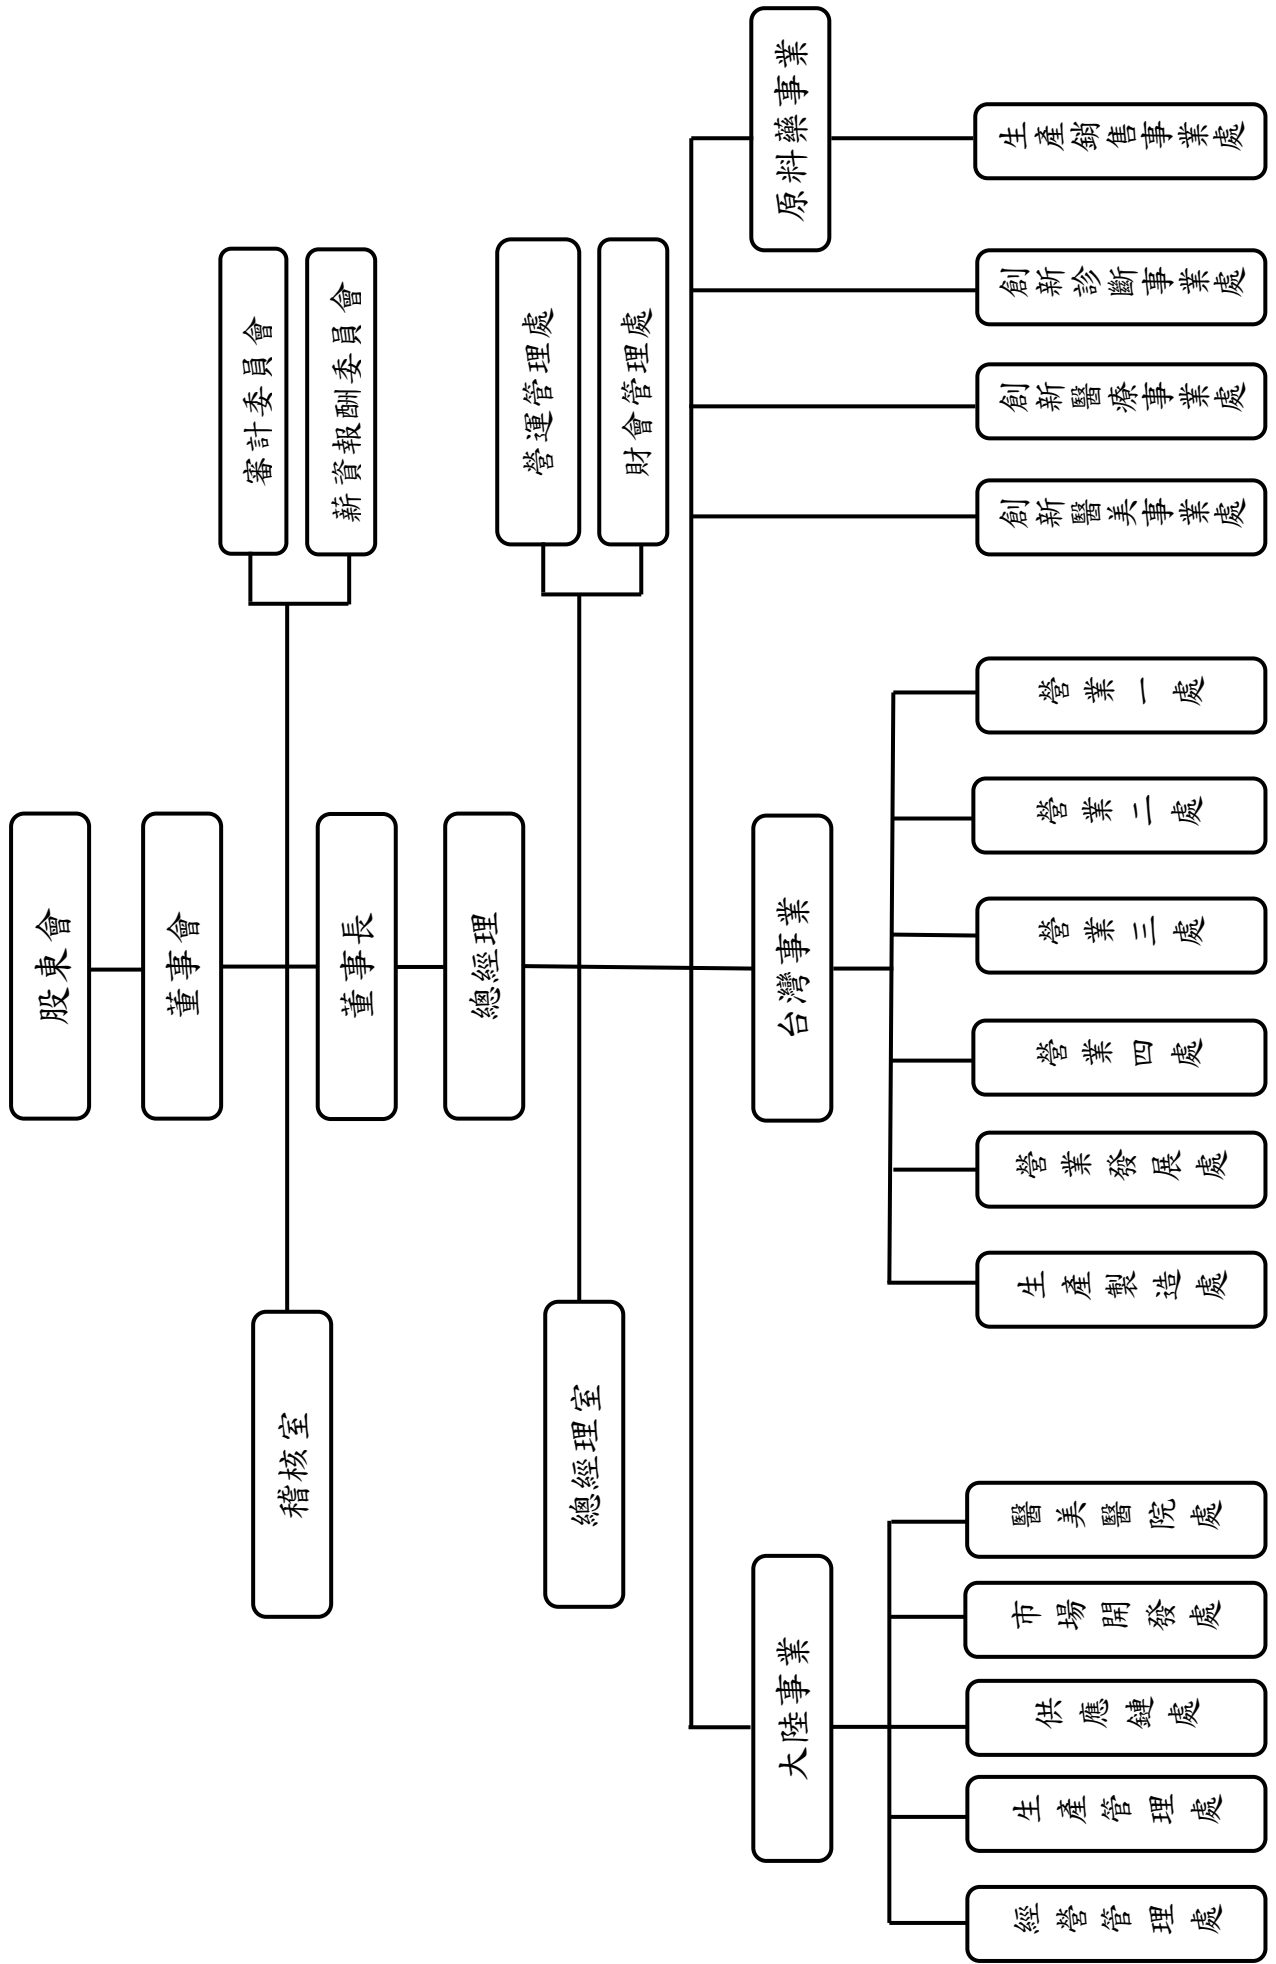 股東會
董事會
審計委員會
薪資報酬委員會
稽核室
董事長
總經理
營運管理處
財會管理處
總經理室
大陸事業
台灣事業
原料藥事業
經營管理處
生產管理處
供應鏈處
市場開發處
醫美醫院處
生產製造處
營業發展處
營業四處
營業三處
營業二處
營業一處
創新醫美事業處
創新醫療事業處
創新診斷事業處
生產銷售事業處